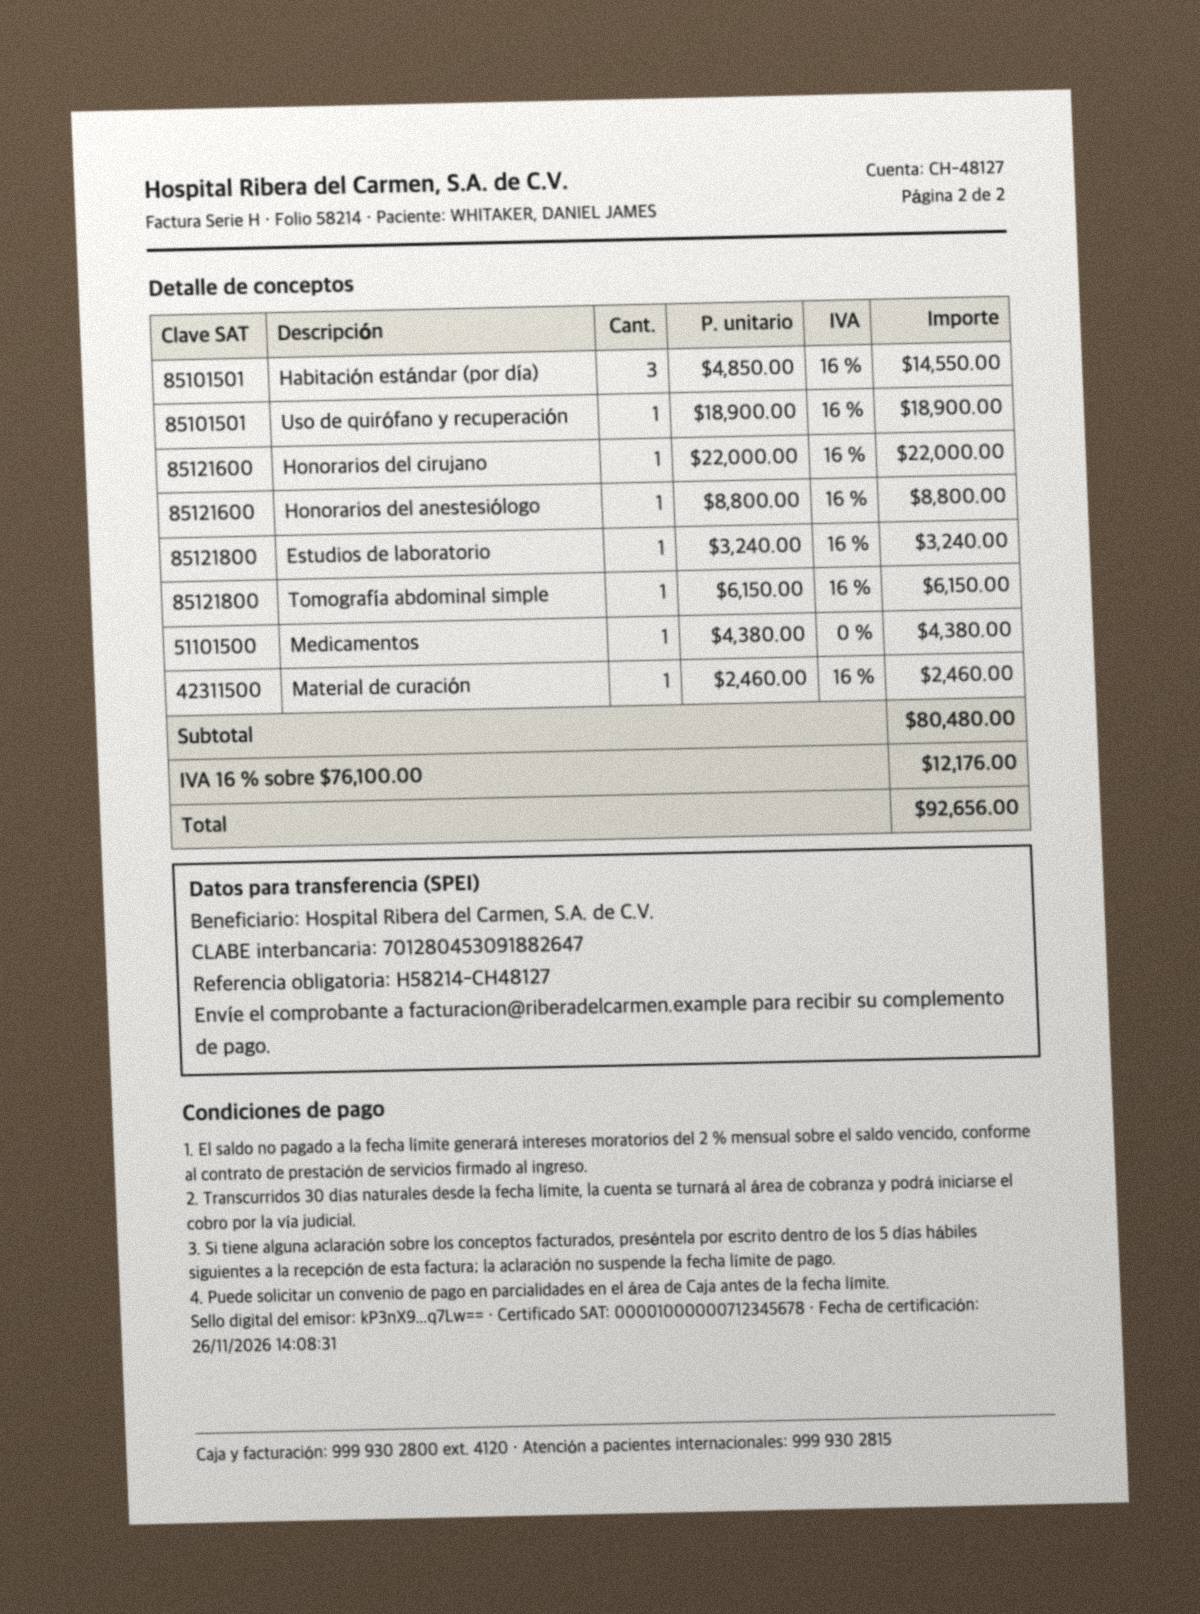 Hospital Ribera del Carmen, S.A. de C.V.
Factura Serie H · Folio 58214 · Paciente: WHITAKER, DANIEL JAMES
Cuenta: CH-48127
Página 2 de 2
Detalle de conceptos
Clave SAT Descripción Cant. P. unitario IVA Importe
85101501 Habitación estándar (por día) 3 $4,850.00 16 % $14,550.00
85101501 Uso de quirófano y recuperación 1 $18,900.00 16 % $18,900.00
85121600 Honorarios del cirujano 1 $22,000.00 16 % $22,000.00
85121600 Honorarios del anestesiólogo 1 $8,800.00 16 % $8,800.00
85121800 Estudios de laboratorio 1 $3,240.00 16 % $3,240.00
85121800 Tomografía abdominal simple 1 $6,150.00 16 % $6,150.00
51101500 Medicamentos 1 $4,380.00 0 % $4,380.00
42311500 Material de curación 1 $2,460.00 16 % $2,460.00
Subtotal $80,480.00
IVA 16 % sobre $76,100.00 $12,176.00
Total $92,656.00
Datos para transferencia (SPEI)
Beneficiario: Hospital Ribera del Carmen, S.A. de C.V.
CLABE interbancaria: 701280453091882647
Referencia obligatoria: H58214-CH48127
Envíe el comprobante a facturacion@riberadelcarmen.example para recibir su complemento
de pago.
Condiciones de pago
1. El saldo no pagado a la fecha límite generará intereses moratorios del 2 % mensual sobre el saldo vencido, conforme
al contrato de prestación de servicios firmado al ingreso.
2. Transcurridos 30 días naturales desde la fecha límite, la cuenta se turnará al área de cobranza y podrá iniciarse el
cobro por la vía judicial.
3. Si tiene alguna aclaración sobre los conceptos facturados, preséntela por escrito dentro de los 5 días hábiles
siguientes a la recepción de esta factura; la aclaración no suspende la fecha límite de pago.
4. Puede solicitar un convenio de pago en parcialidades en el área de Caja antes de la fecha límite.
Sello digital del emisor: kP3nX9...q7Lw== · Certificado SAT: 00001000000712345678 · Fecha de certificación:
26/11/2026 14:08:31
Caja y facturación: 999 930 2800 ext. 4120 · Atención a pacientes internacionales: 999 930 2815